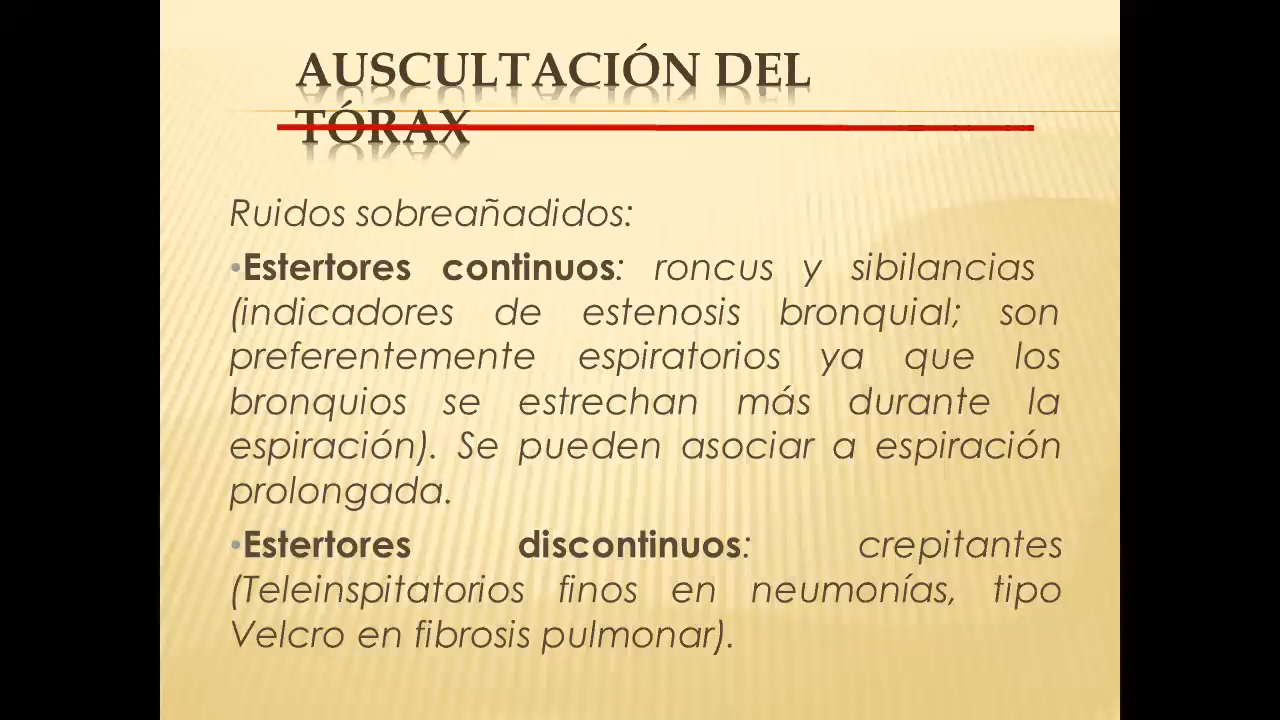 AUSCULTACIÓN DEL
TÓRAX
Ruidos sobreañadidos:
•Estertores continuos: roncus y sibilancias
(indicadores de estenosis bronquial; son
preferentemente espiratorios ya que los
bronquios se estrechan más durante la
espiración). Se pueden asociar a espiración
prolongada.
•Estertores discontinuos: crepitantes
(Teleinspitatorios finos en neumonías, tipo
Velcro en fibrosis pulmonar).